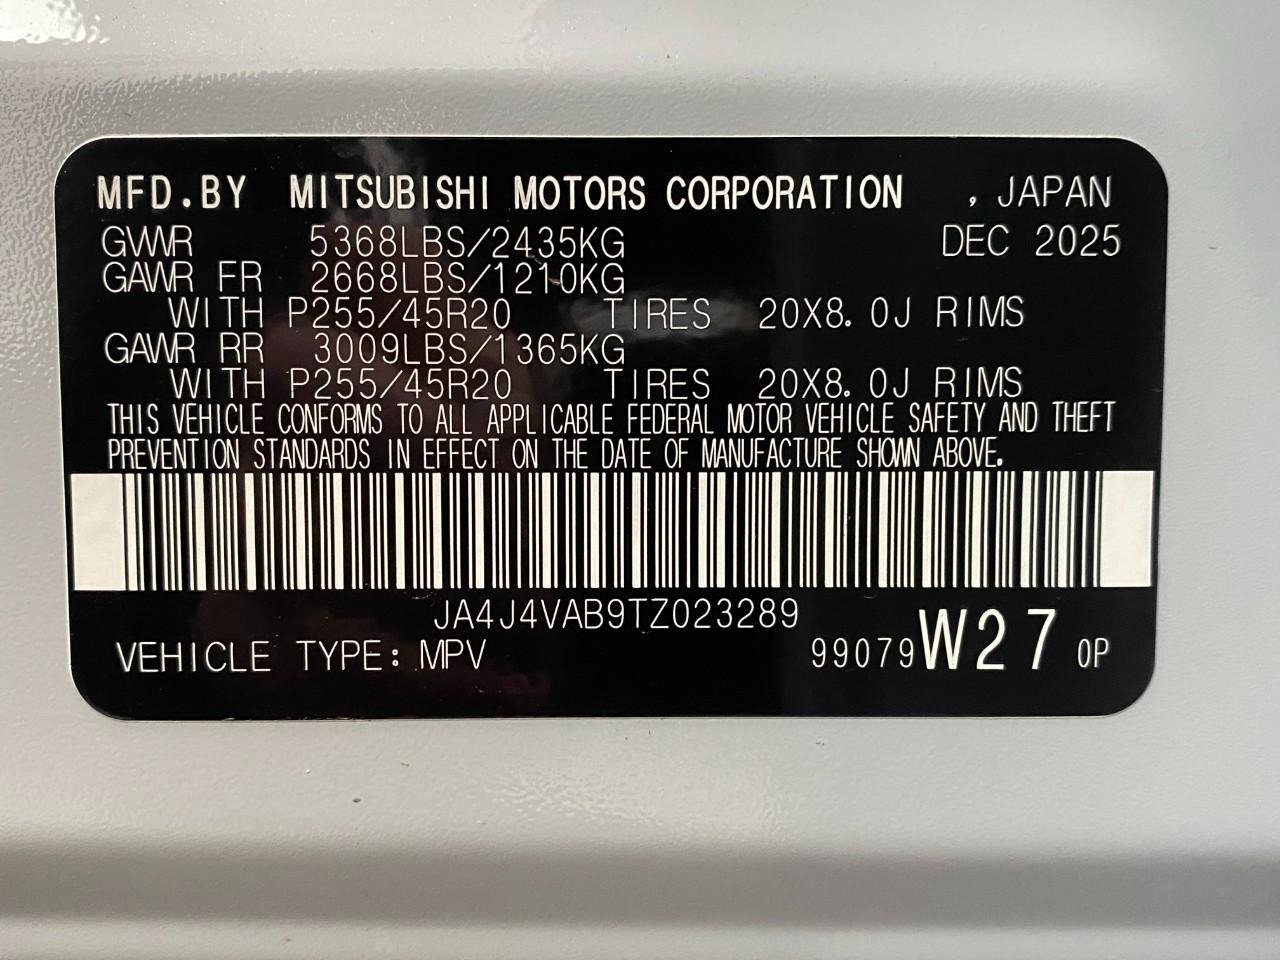 MFD.BY MITSUBISHI MOTORS CORPORATION , JAPAN
GVWR 5368LBS/2435KG DEC 2025
GAWR FR 2668LBS/1210KG
WITH P255/45R20 TIRES 20X8.0J RIMS
GAWR RR 3009LBS/1365KG
WITH P255/45R20 TIRES 20X8.0J RIMS
THIS VEHICLE CONFORMS TO ALL APPLICABLE FEDERAL MOTOR VEHICLE SAFETY AND THEFT
PREVENTION STANDARDS IN EFFECT ON THE DATE OF MANUFACTURE SHOWN ABOVE.
JA4J4VAB9TZ023289
VEHICLE TYPE: MPV 99079 W27 0P